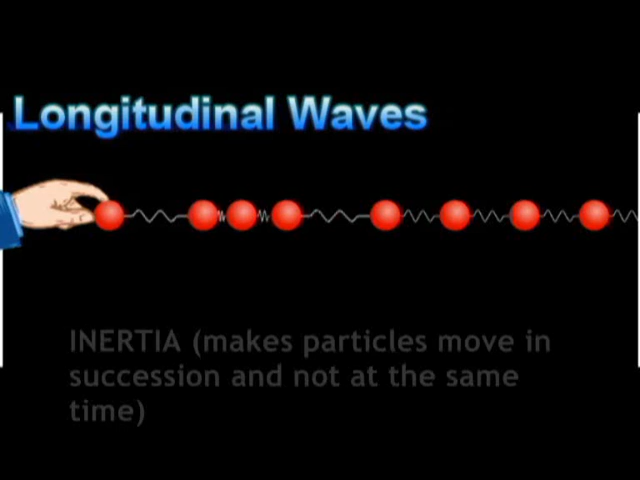 Longitudinal Waves
INERTIA (makes particles move in
succession and not at the same
time)